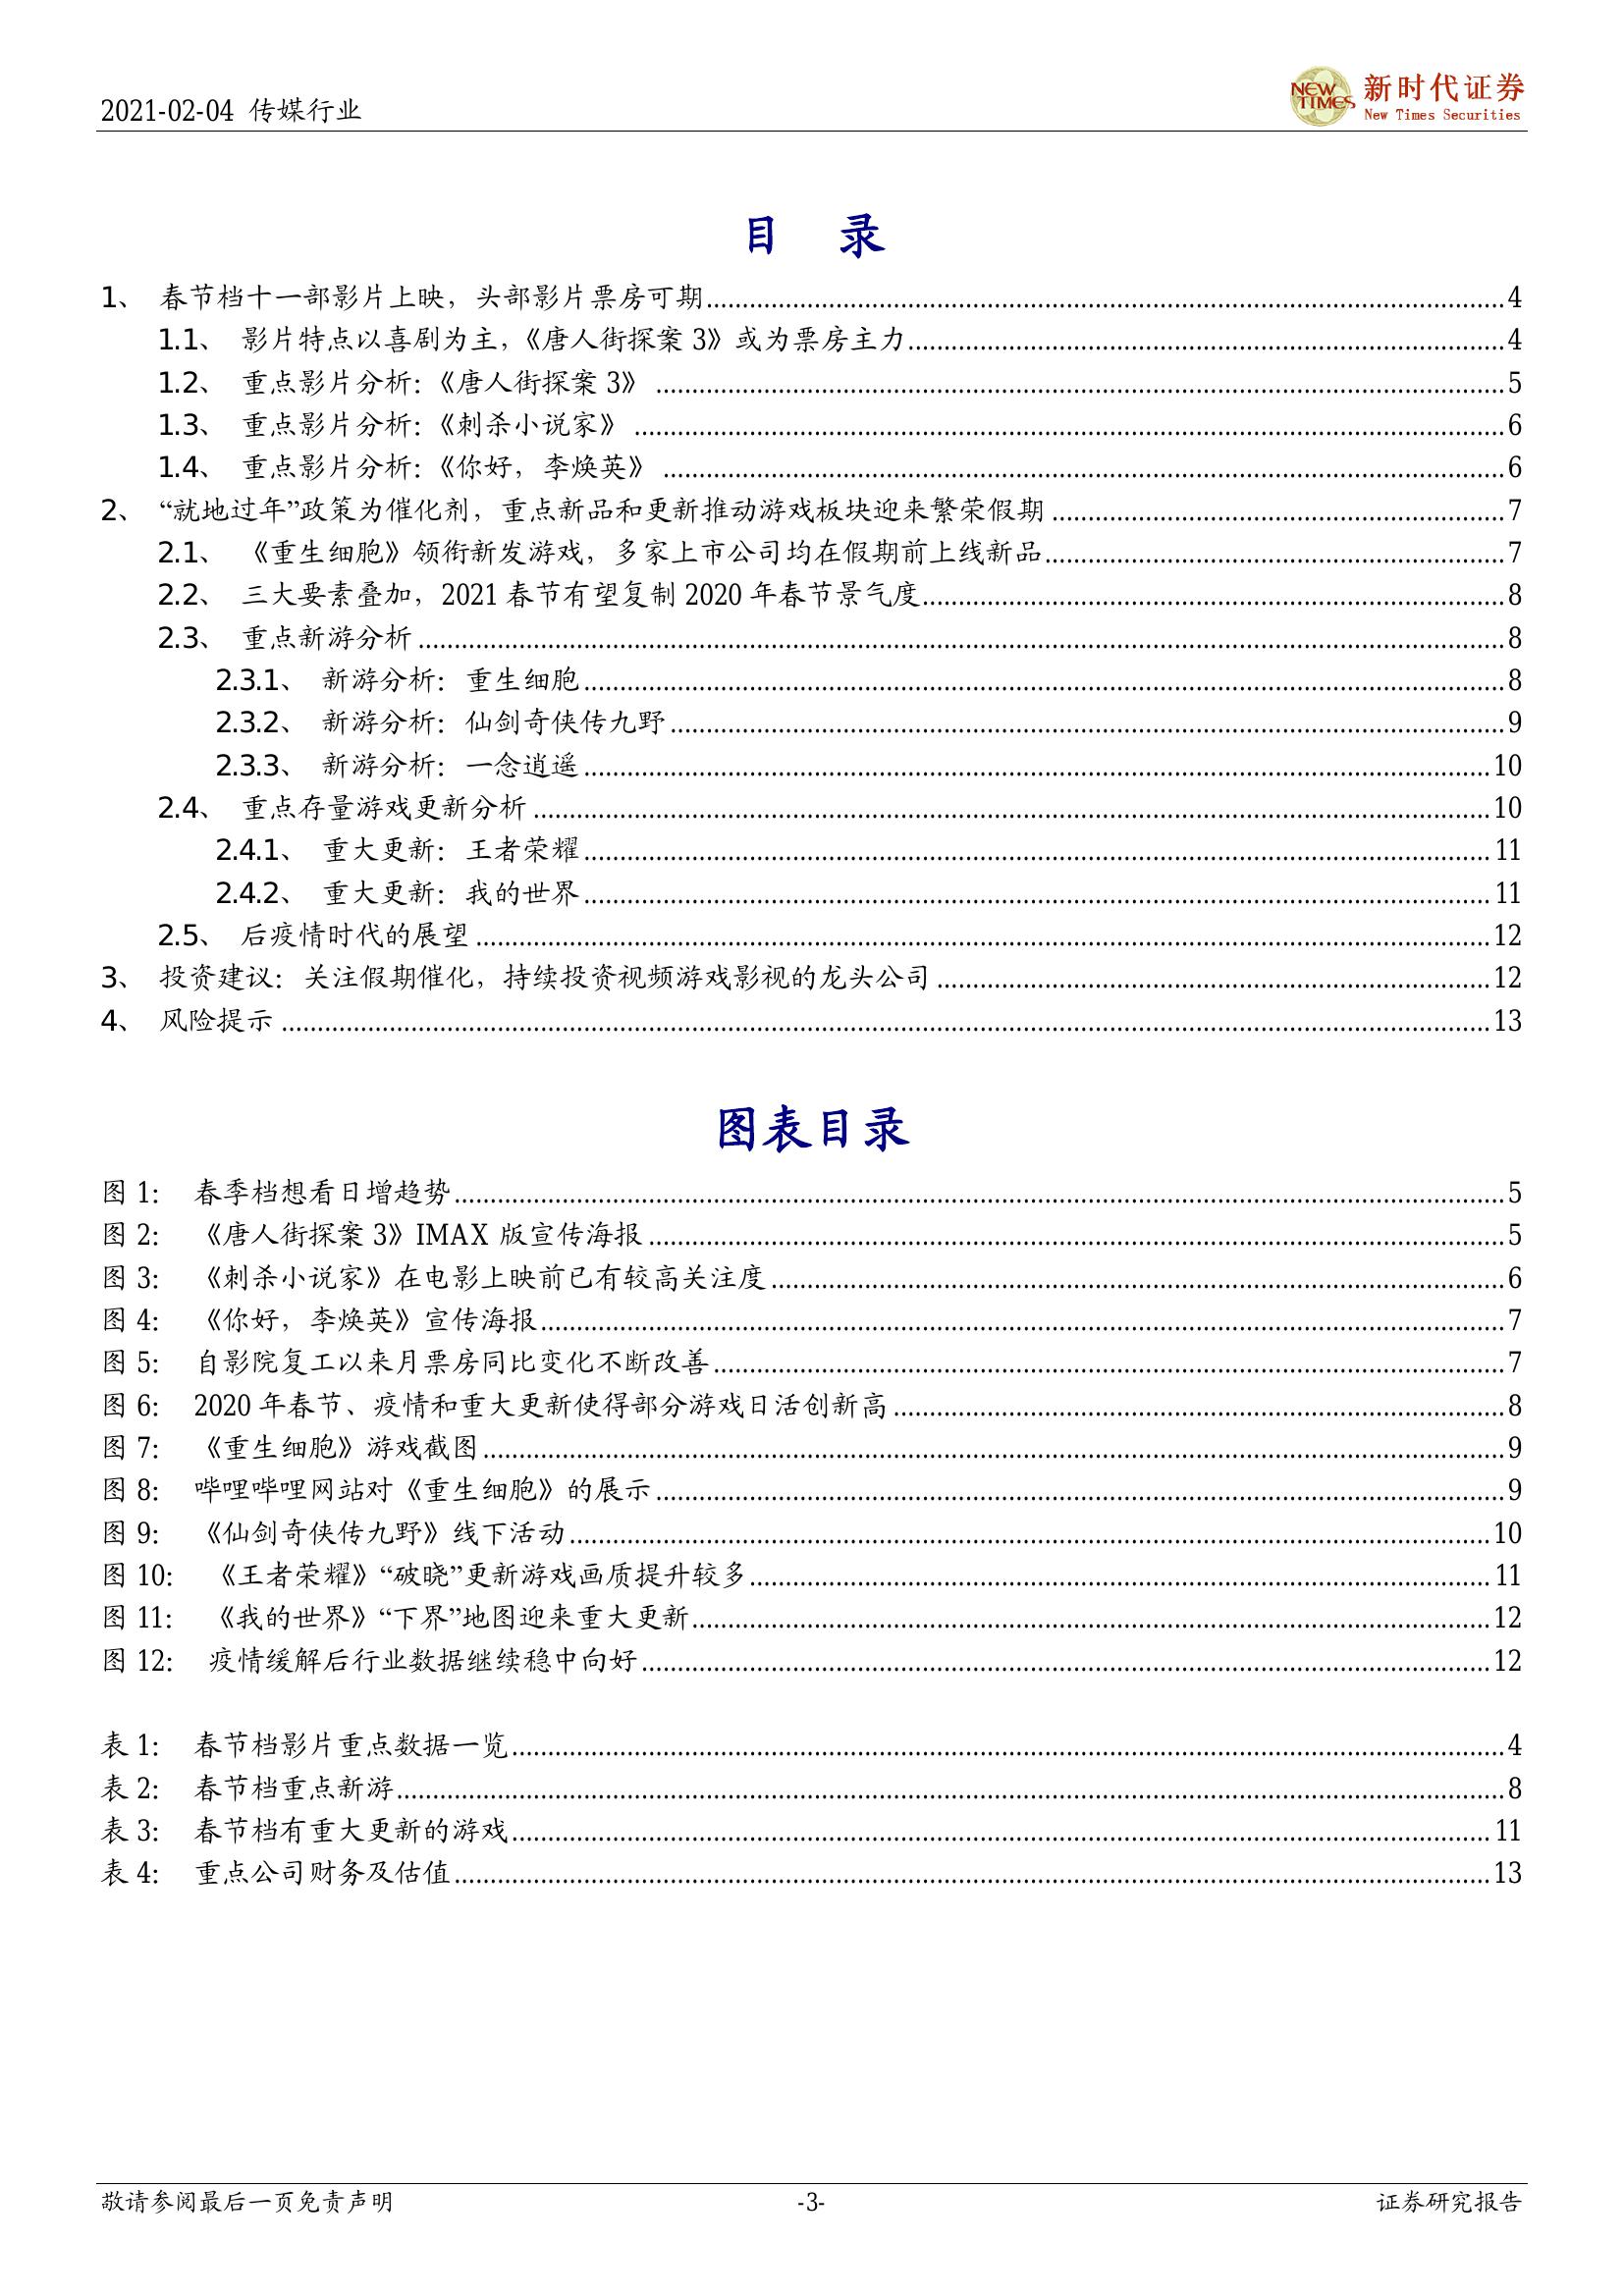 2021-02-04 传媒行业
NEW TIMES 新时代证券
New Times Securities
目 录
1、 春节档十一部影片上映，头部影片票房可期 4
1.1、 影片特点以喜剧为主，《唐人街探案 3》或为票房主力 4
1.2、 重点影片分析：《唐人街探案 3》 5
1.3、 重点影片分析：《刺杀小说家》 6
1.4、 重点影片分析：《你好，李焕英》 6
2、 “就地过年”政策为催化剂，重点新品和更新推动游戏板块迎来繁荣假期 7
2.1、 《重生细胞》领衔新发游戏，多家上市公司均在假期前上线新品 7
2.2、 三大要素叠加，2021 春节有望复制 2020 年春节景气度 8
2.3、 重点新游分析 8
2.3.1、 新游分析：重生细胞 8
2.3.2、 新游分析：仙剑奇侠传九野 9
2.3.3、 新游分析：一念逍遥 10
2.4、 重点存量游戏更新分析 10
2.4.1、 重大更新：王者荣耀 11
2.4.2、 重大更新：我的世界 11
2.5、 后疫情时代的展望 12
3、 投资建议：关注假期催化，持续投资视频游戏影视的龙头公司 12
4、 风险提示 13
图表目录
图 1： 春季档想看日增趋势 5
图 2： 《唐人街探案 3》IMAX 版宣传海报 5
图 3： 《刺杀小说家》在电影上映前已有较高关注度 6
图 4： 《你好，李焕英》宣传海报 7
图 5： 自影院复工以来月票房同比变化不断改善 7
图 6： 2020 年春节、疫情和重大更新使得部分游戏日活创新高 8
图 7： 《重生细胞》游戏截图 9
图 8： 哔哩哔哩网站对《重生细胞》的展示 9
图 9： 《仙剑奇侠传九野》线下活动 10
图 10： 《王者荣耀》“破晓”更新游戏画质提升较多 11
图 11： 《我的世界》“下界”地图迎来重大更新 12
图 12： 疫情缓解后行业数据继续稳中向好 12
表 1： 春节档影片重点数据一览 4
表 2： 春节档重点新游 8
表 3： 春节档有重大更新的游戏 11
表 4： 重点公司财务及估值 13
敬请参阅最后一页免责声明 -3- 证券研究报告